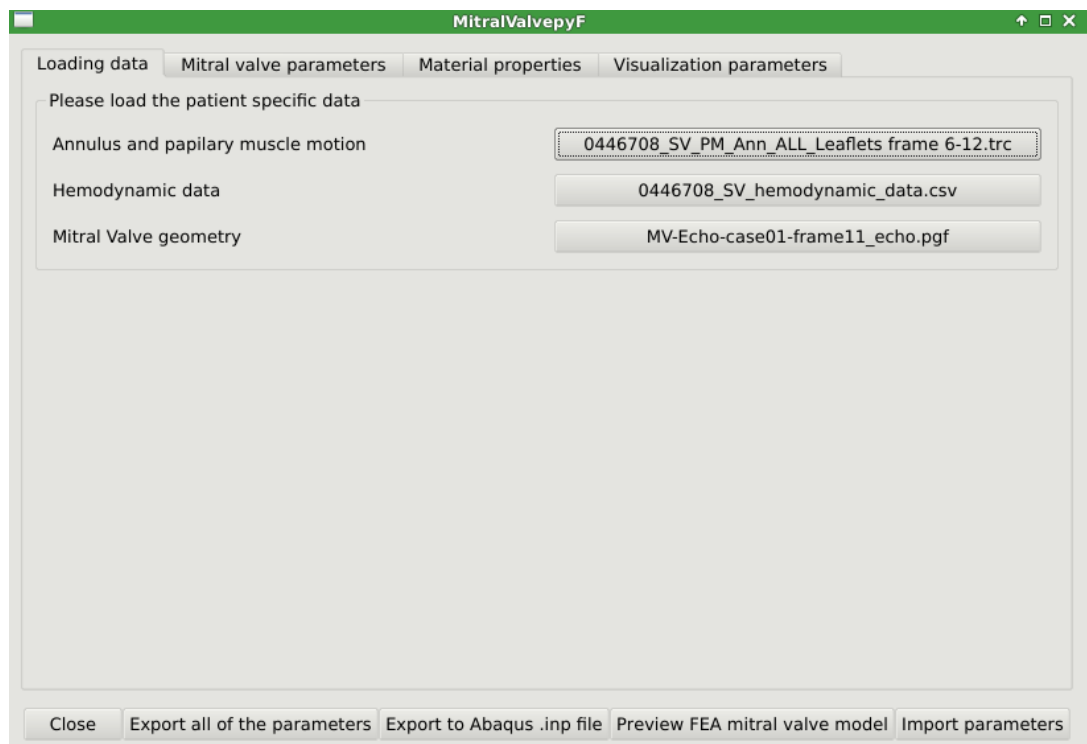 MitralValvepyF
Loading data Mitral valve parameters Material properties Visualization parameters
Please load the patient specific data
Annulus and papilary muscle motion 0446708_SV_PM_Ann_ALL_Leaflets frame 6-12.trc
Hemodynamic data 0446708_SV_hemodynamic_data.csv
Mitral Valve geometry MV-Echo-case01-frame11_echo.pgf
Close Export all of the parameters Export to Abaqus .inp file Preview FEA mitral valve model Import parameters